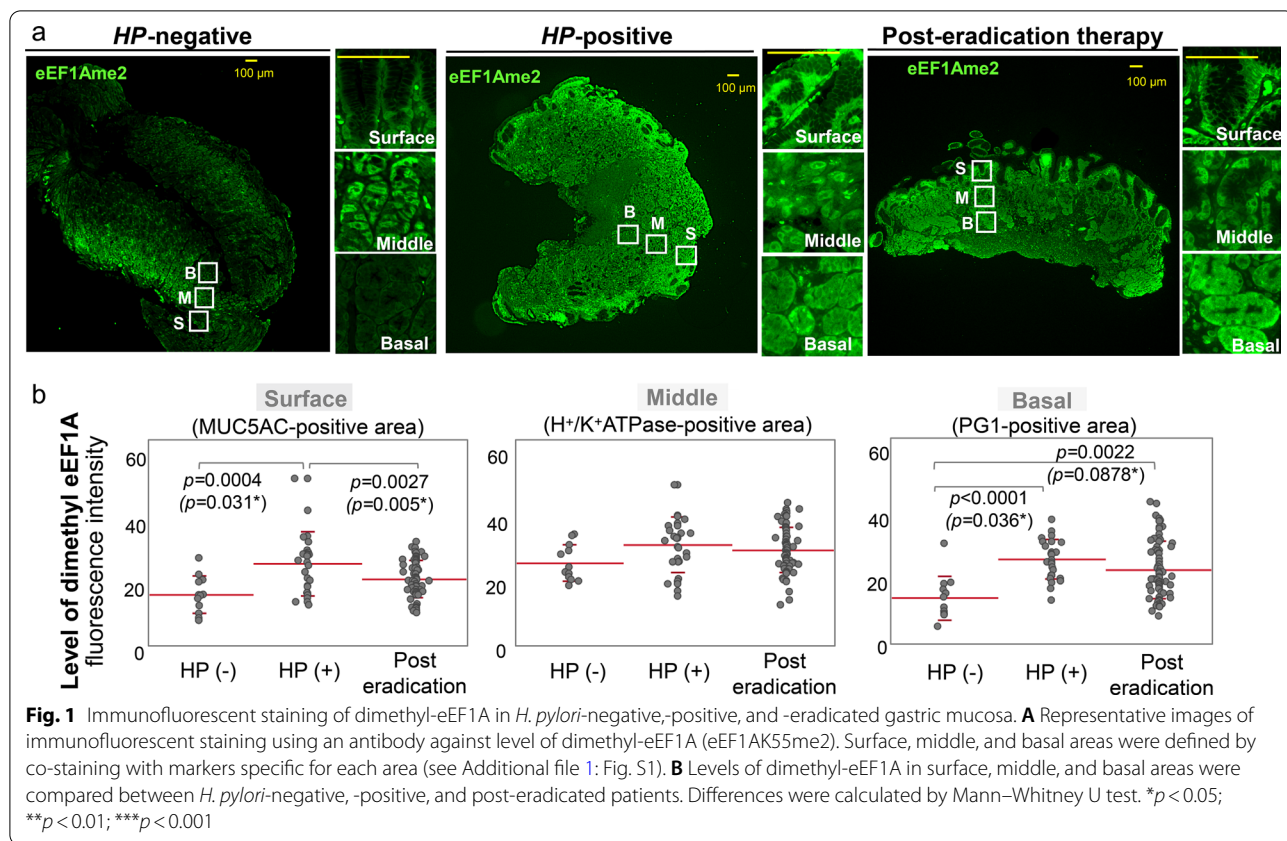 a
HP-negative
HP-positive
Post-eradication therapy
eEF1Ame2
100 µm
Surface
Middle
Basal
B
M
S
eEF1Ame2
100 µm
B
M
S
Surface
Middle
Basal
eEF1Ame2
100 µm
S
M
B
Surface
Middle
Basal
b
Level of dimethyl eEF1A
fluorescence intensity
Surface
(MUC5AC-positive area)
60
40
20
0
p=0.0004
(p=0.031*)
p=0.0027
(p=0.005*)
HP (-)
HP (+)
Post
eradication
Middle
(H+/K+ATPase-positive area)
60
40
20
0
HP (-)
HP (+)
Post
eradication
Basal
(PG1-positive area)
60
40
20
0
p=0.0022
(p=0.0878*)
p<0.0001
(p=0.036*)
HP (-)
HP (+)
Post
eradication
Fig. 1 Immunofluorescent staining of dimethyl-eEF1A in H. pylori-negative,-positive, and -eradicated gastric mucosa. A Representative images of
immunofluorescent staining using an antibody against level of dimethyl-eEF1A (eEF1AK55me2). Surface, middle, and basal areas were defined by
co-staining with markers specific for each area (see Additional file 1: Fig. S1). B Levels of dimethyl-eEF1A in surface, middle, and basal areas were
compared between H. pylori-negative, -positive, and post-eradicated patients. Differences were calculated by Mann–Whitney U test. *p < 0.05;
**p < 0.01; ***p < 0.001